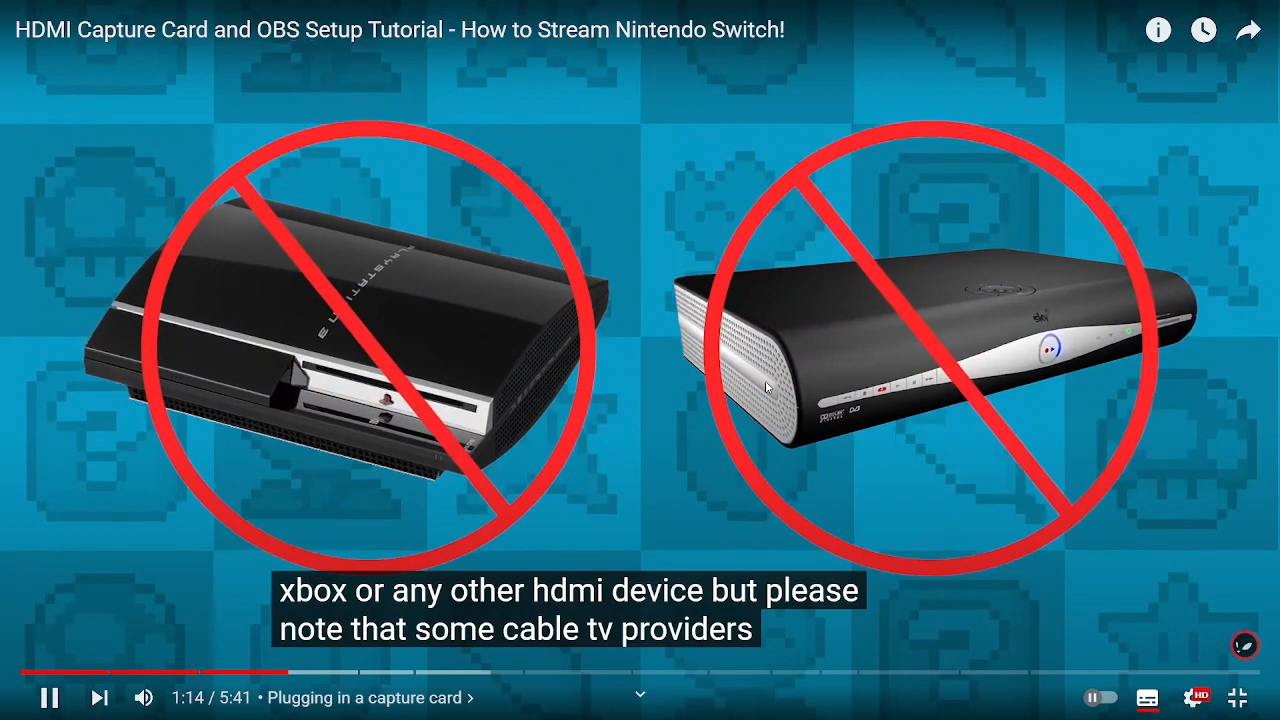 HDMI Capture Card and OBS Setup Tutorial - How to Stream Nintendo Switch!
PLAYSTATION 3
sky
DVB
xbox or any other hdmi device but please
note that some cable tv providers
1:14 / 5:41 • Plugging in a capture card ›
HD